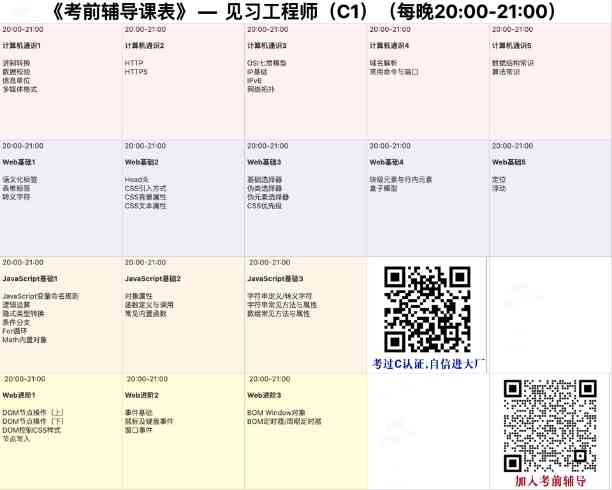 《考前辅导课表》 — 见习工程师（C1）（每晚20:00-21:00）
20:00-21:00
计算机通识1
进制转换
数据校验
信息单位
多媒体格式
20:00-21:00
计算机通识2
HTTP
HTTPS
20:00-21:00
计算机通识3
OSI七层模型
IP基础
IPv6
网络拓扑
20:00-21:00
计算机通识4
域名解析
常用命令与端口
20:00-21:00
计算机通识5
数据结构常识
算法常识
20:00-21:00
Web基础1
语义化标签
表单标签
转义字符
20:00-21:00
Web基础2
Head头
CSS引入方式
CSS背景属性
CSS文本属性
20:00-21:00
Web基础3
基础选择器
伪类选择器
伪元素选择器
CSS优先级
20:00-21:00
Web基础4
块级元素与行内元素
盒子模型
20:00-21:00
Web基础5
定位
浮动
20:00-21:00
JavaScript基础1
JavaScript变量命名规则
逻辑运算
隐式类型转换
条件分支
For循环
Math内置对象
20:00-21:00
JavaScript基础2
对象属性
函数定义与调用
常见内置函数
20:00-21:00
JavaScript基础3
字符串定义/转义字符
字符串常见方法与属性
数组常见方法与属性
考过C认证,自信进大厂
20:00-21:00
Web进阶1
DOM节点操作（上）
DOM节点操作（下）
DOM控制CSS样式
节点写入
20:00-21:00
Web进阶2
事件基础
鼠标及键盘事件
窗口事件
20:00-21:00
Web进阶3
BOM Window对象
BOM定时器/周期定时器
加入考前辅导